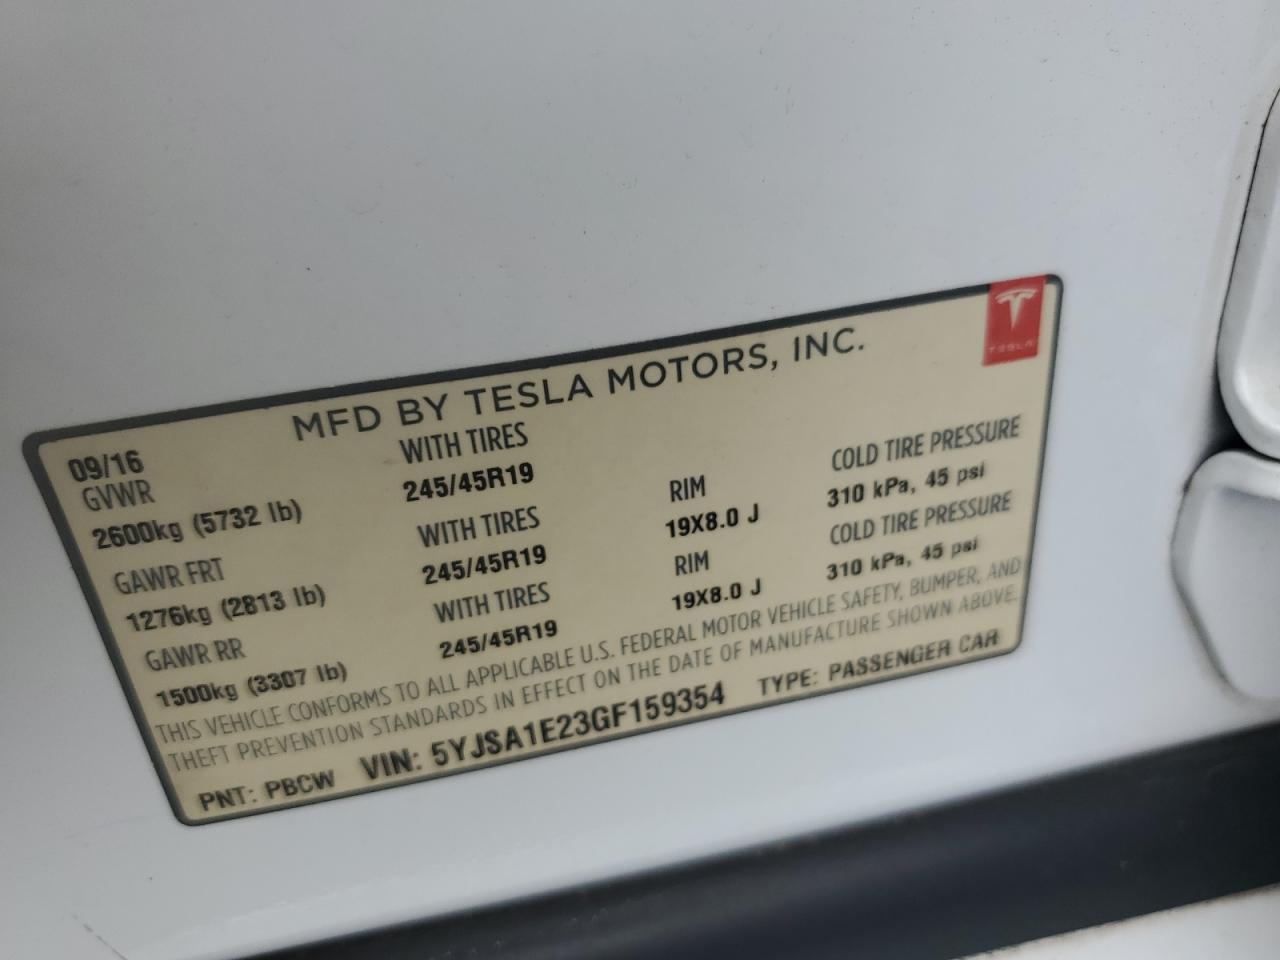 TESLA
MFD BY TESLA MOTORS, INC.
09/16
GVWR WITH TIRES
2600kg (5732 lb) 245/45R19 RIM COLD TIRE PRESSURE
GAWR FRT WITH TIRES 19X8.0 J 310 kPa, 45 psi
1276kg (2813 lb) 245/45R19 RIM COLD TIRE PRESSURE
GAWR RR WITH TIRES 19X8.0 J 310 kPa, 45 psi
1500kg (3307 lb) 245/45R19
THIS VEHICLE CONFORMS TO ALL APPLICABLE U.S. FEDERAL MOTOR VEHICLE SAFETY, BUMPER, AND
THEFT PREVENTION STANDARDS IN EFFECT ON THE DATE OF MANUFACTURE SHOWN ABOVE.
PNT: PBCW VIN: 5YJSA1E23GF159354 TYPE: PASSENGER CAR